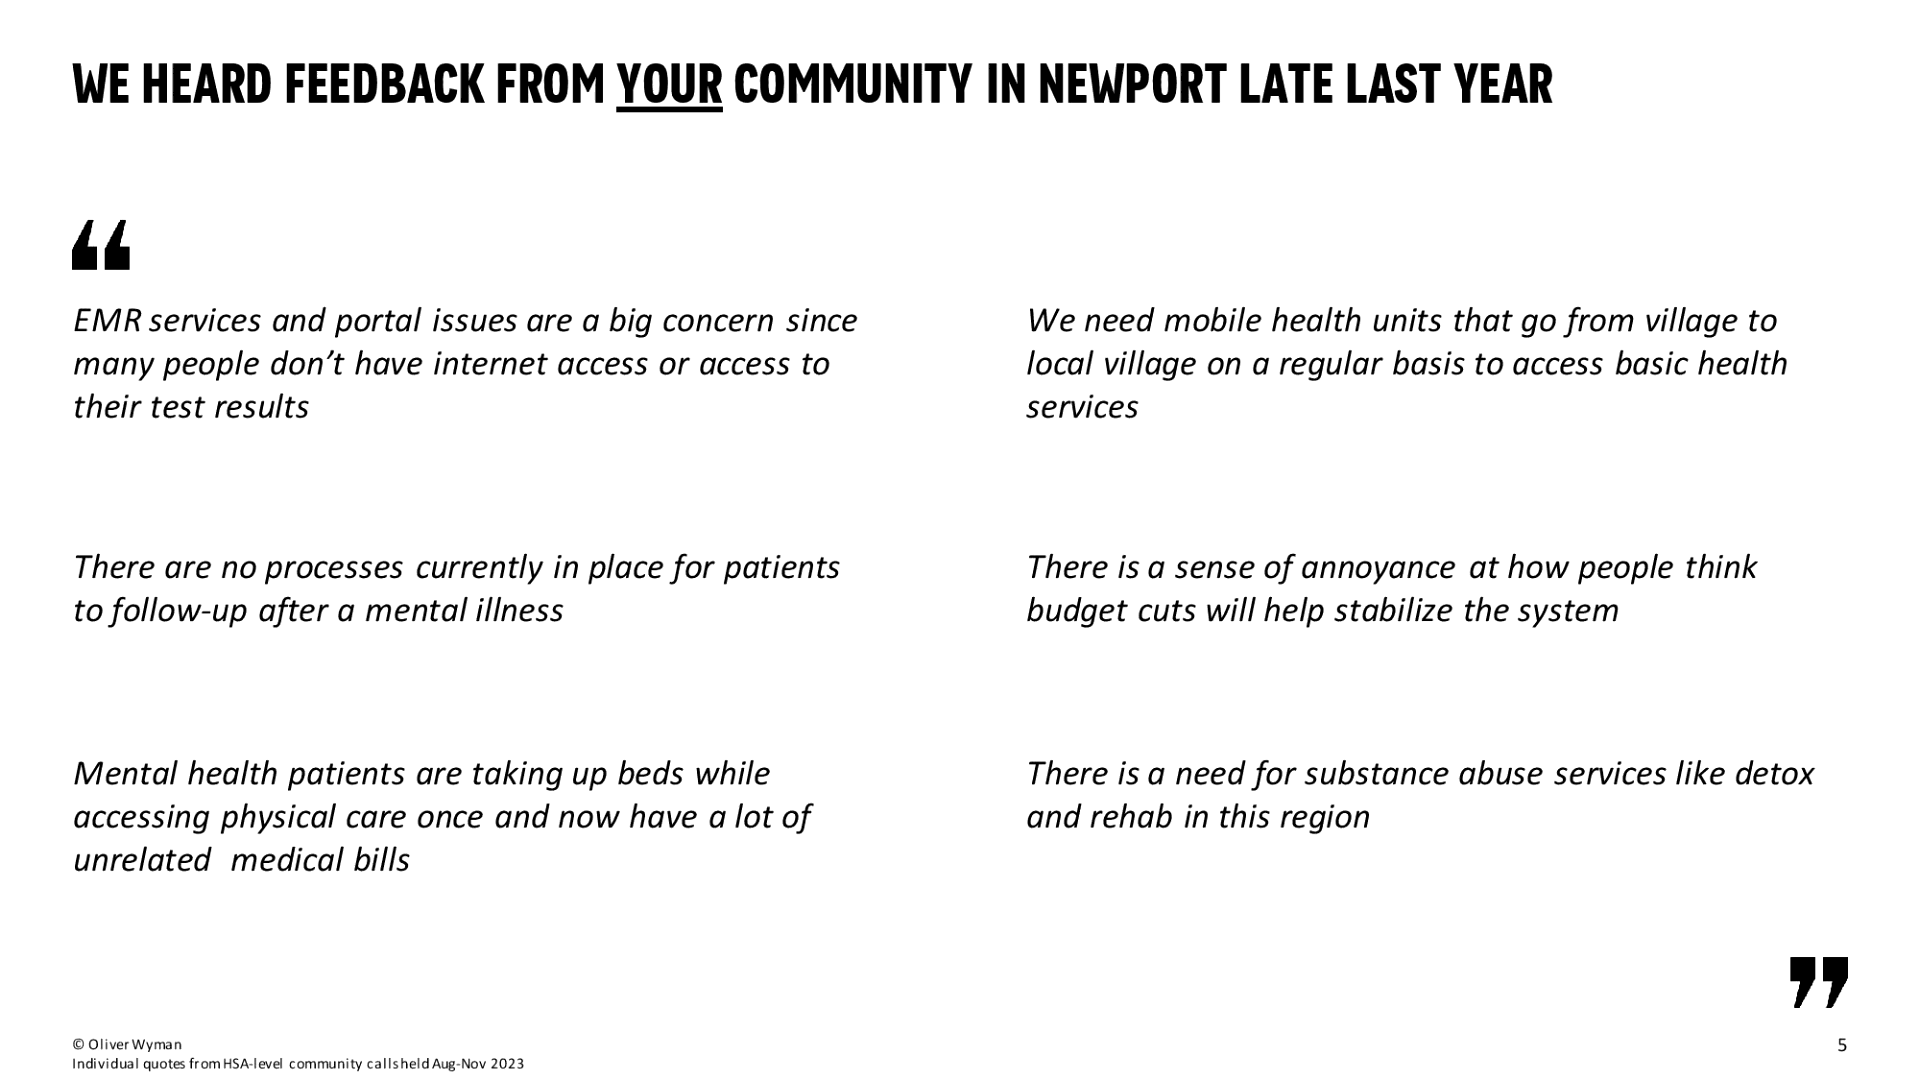 WE HEARD FEEDBACK FROM YOUR COMMUNITY IN NEWPORT LATE LAST YEAR
“
EMR services and portal issues are a big concern since
many people don’t have internet access or access to
their test results
We need mobile health units that go from village to
local village on a regular basis to access basic health
services
There are no processes currently in place for patients
to follow-up after a mental illness
There is a sense of annoyance at how people think
budget cuts will help stabilize the system
Mental health patients are taking up beds while
accessing physical care once and now have a lot of
unrelated medical bills
There is a need for substance abuse services like detox
and rehab in this region
”
© Oliver Wyman
Individual quotes from HSA-level community calls held Aug-Nov 2023
5